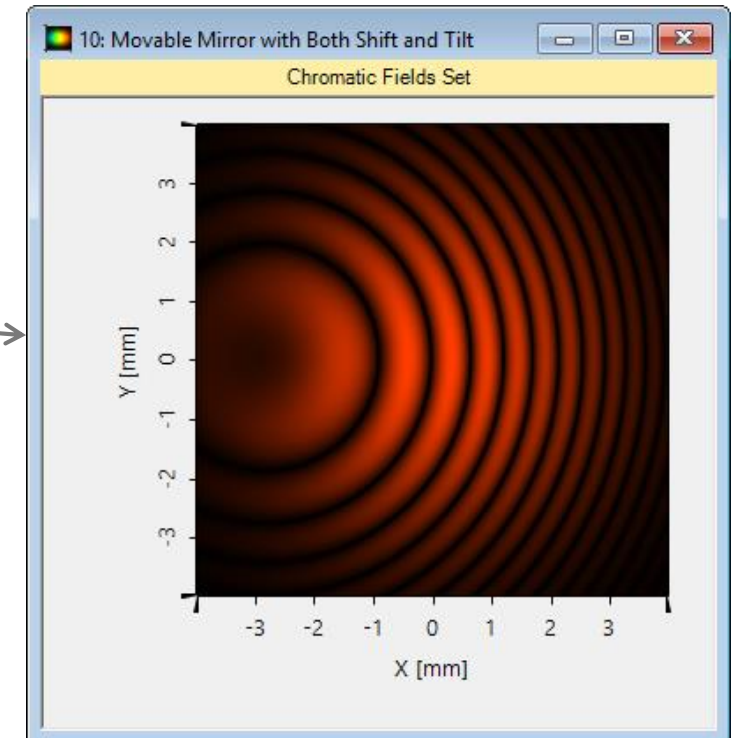 10: Movable Mirror with Both Shift and Tilt
Chromatic Fields Set
3
2
1
0
-1
-2
-3
Y [mm]
-3 -2 -1 0 1 2 3
X [mm]